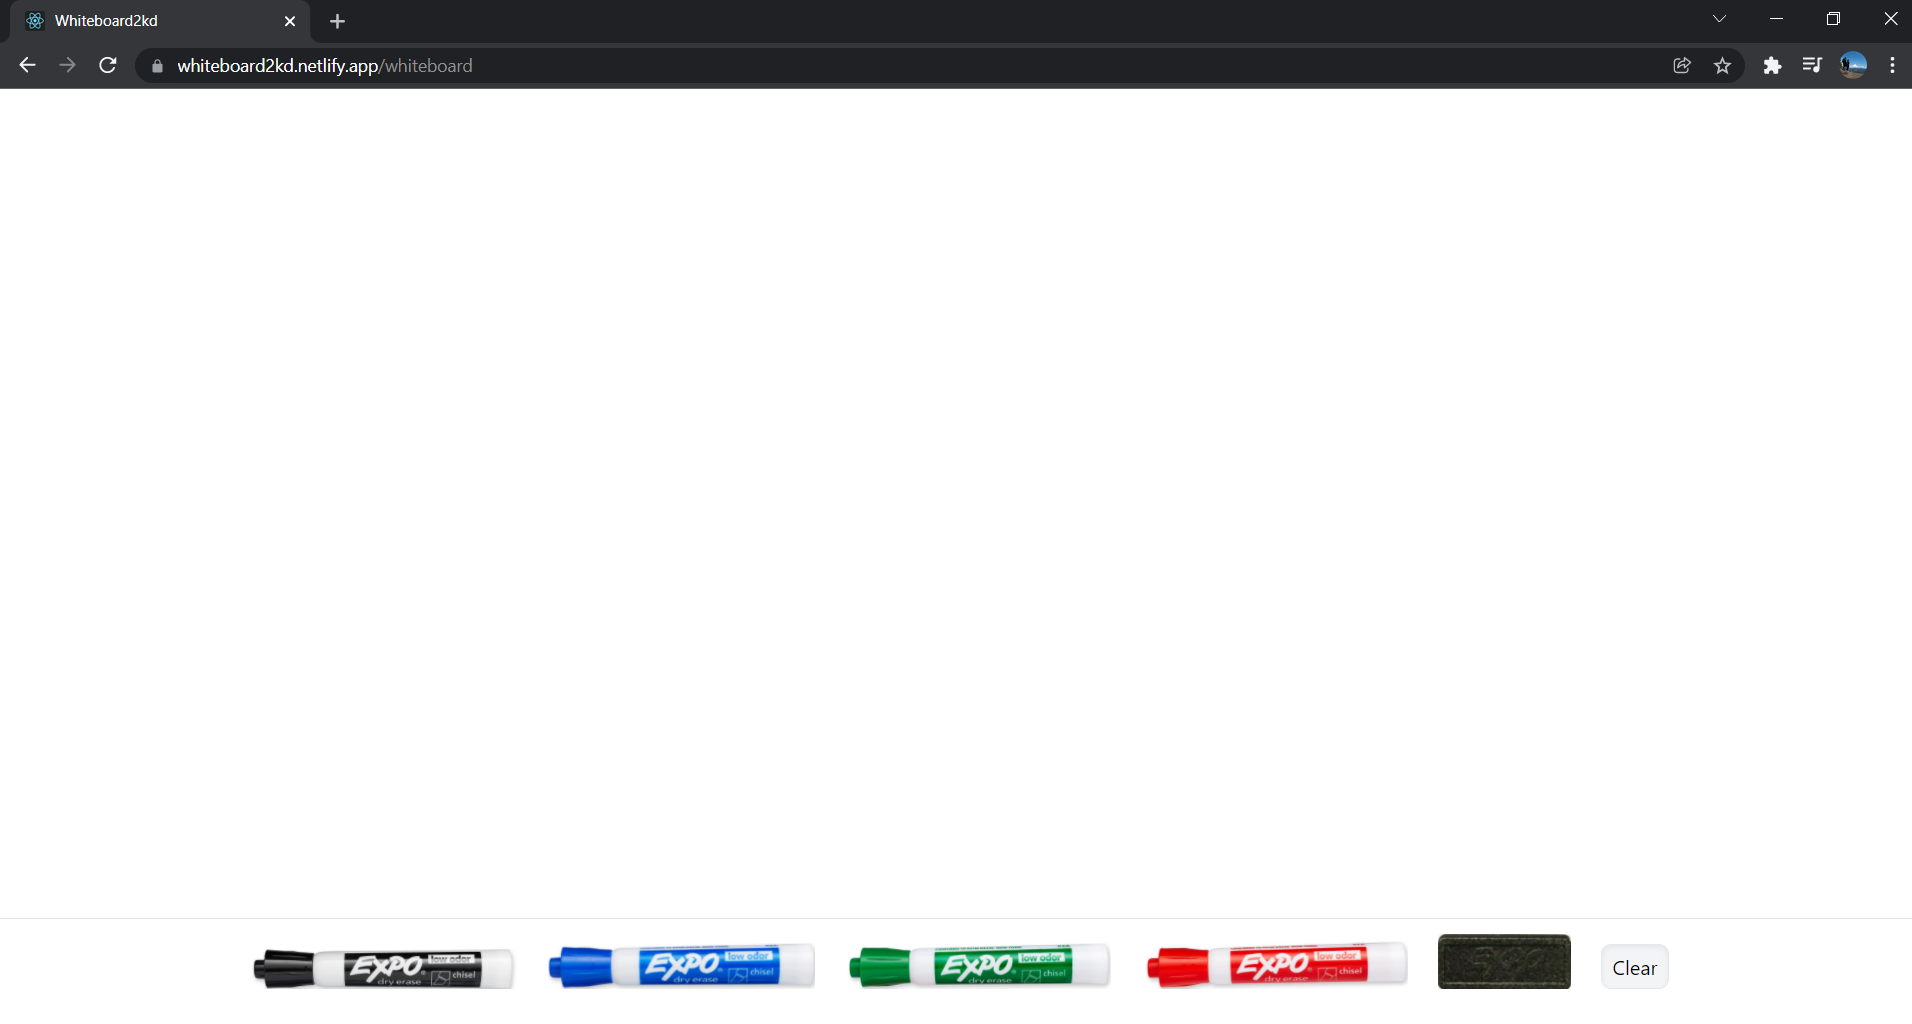 Whiteboard2kd
whiteboard2kd.netlify.app/whiteboard
EXPO low odor chisel dry erase
EXPO low odor chisel dry erase
EXPO low odor chisel dry erase
EXPO low odor chisel dry erase
EXPO
Clear